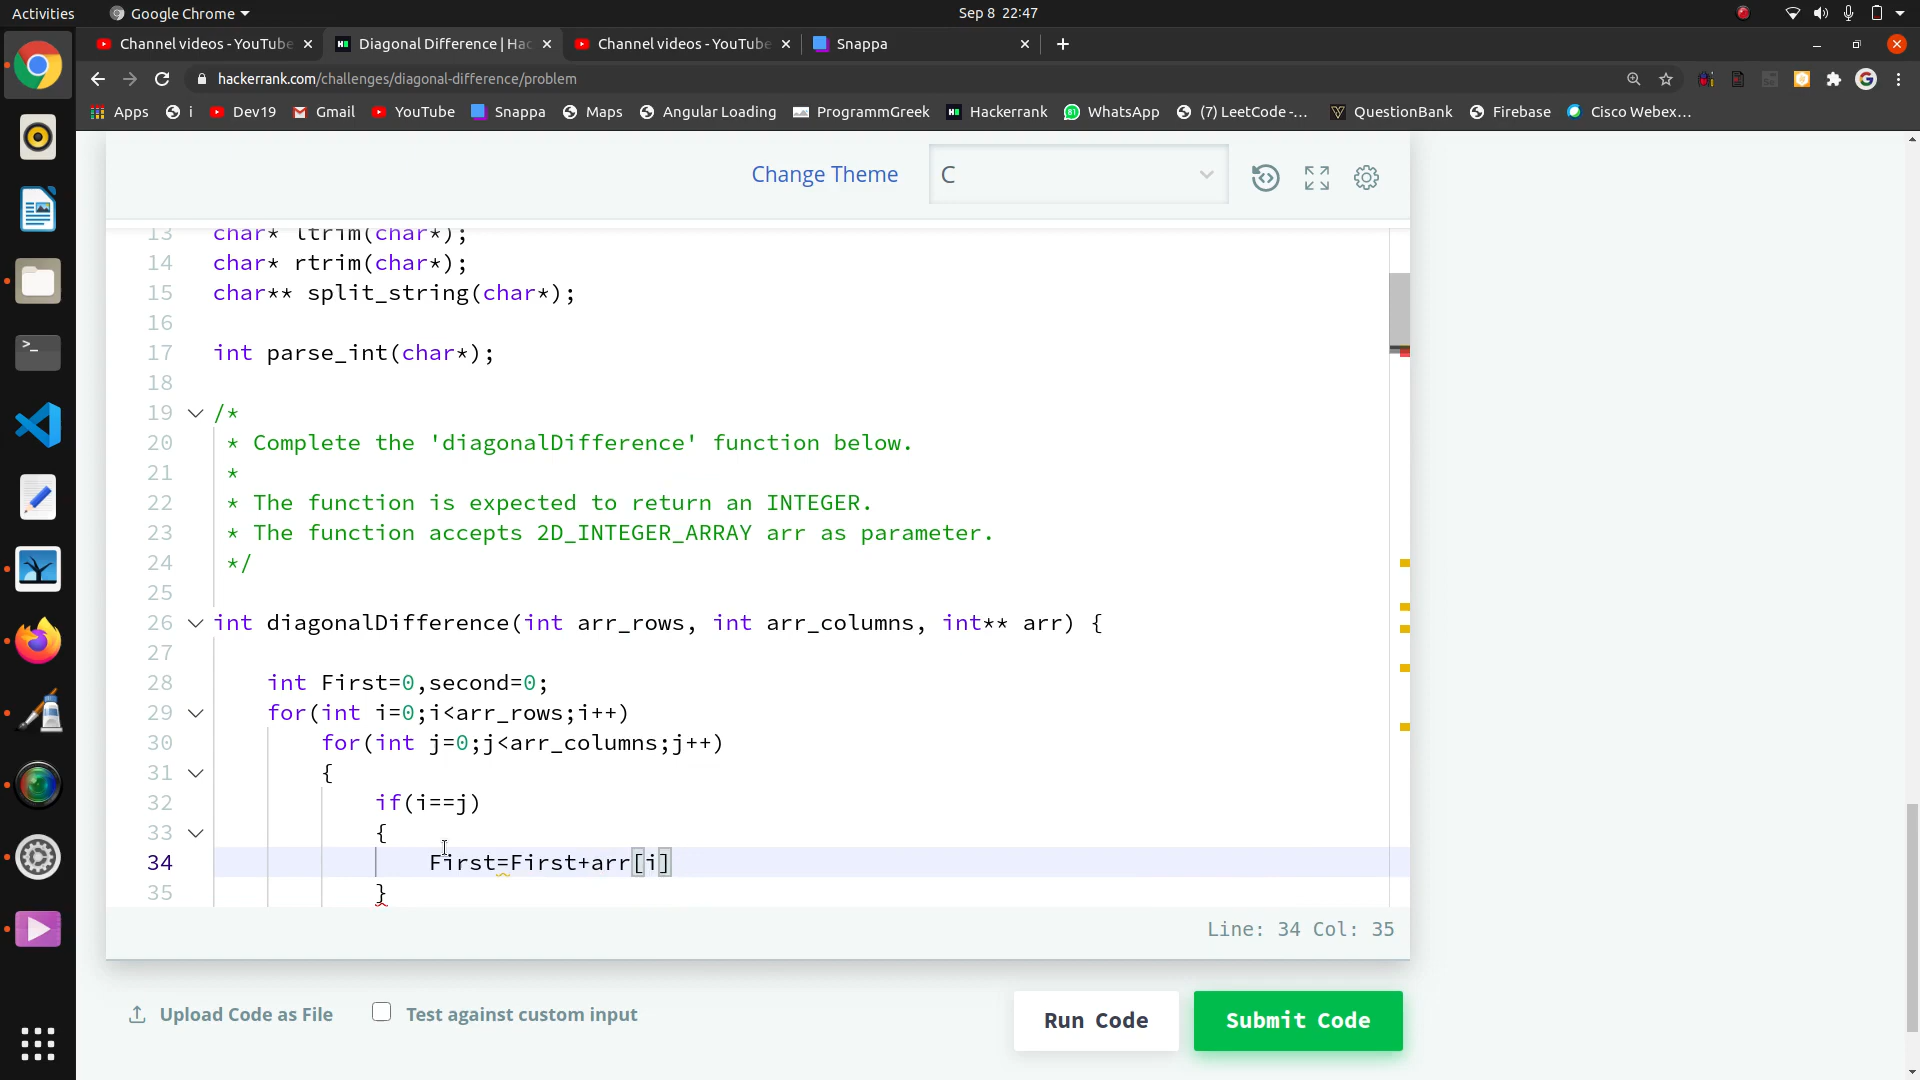 Activities
Google Chrome
Sep 8 22:47
Channel videos - YouTube
Diagonal Difference | Hac
Channel videos - YouTube
Snappa
hackerrank.com/challenges/diagonal-difference/problem
Apps
i
Dev19
Gmail
YouTube
Snappa
Maps
Angular Loading
ProgrammGreek
Hackerrank
WhatsApp
(7) LeetCode -...
QuestionBank
Firebase
Cisco Webex...
Change Theme
C
13 char* ltrim(char*);
14 char* rtrim(char*);
15 char** split_string(char*);
16
17 int parse_int(char*);
18
19 /*
20 * Complete the 'diagonalDifference' function below.
21 *
22 * The function is expected to return an INTEGER.
23 * The function accepts 2D_INTEGER_ARRAY arr as parameter.
24 */
25
26 int diagonalDifference(int arr_rows, int arr_columns, int** arr) {
27
28 int First=0,second=0;
29 for(int i=0;i<arr_rows;i++)
30 for(int j=0;j<arr_columns;j++)
31 {
32 if(i==j)
33 {
34 First=First+arr[i]
35 }
Line: 34 Col: 35
Upload Code as File
Test against custom input
Run Code
Submit Code